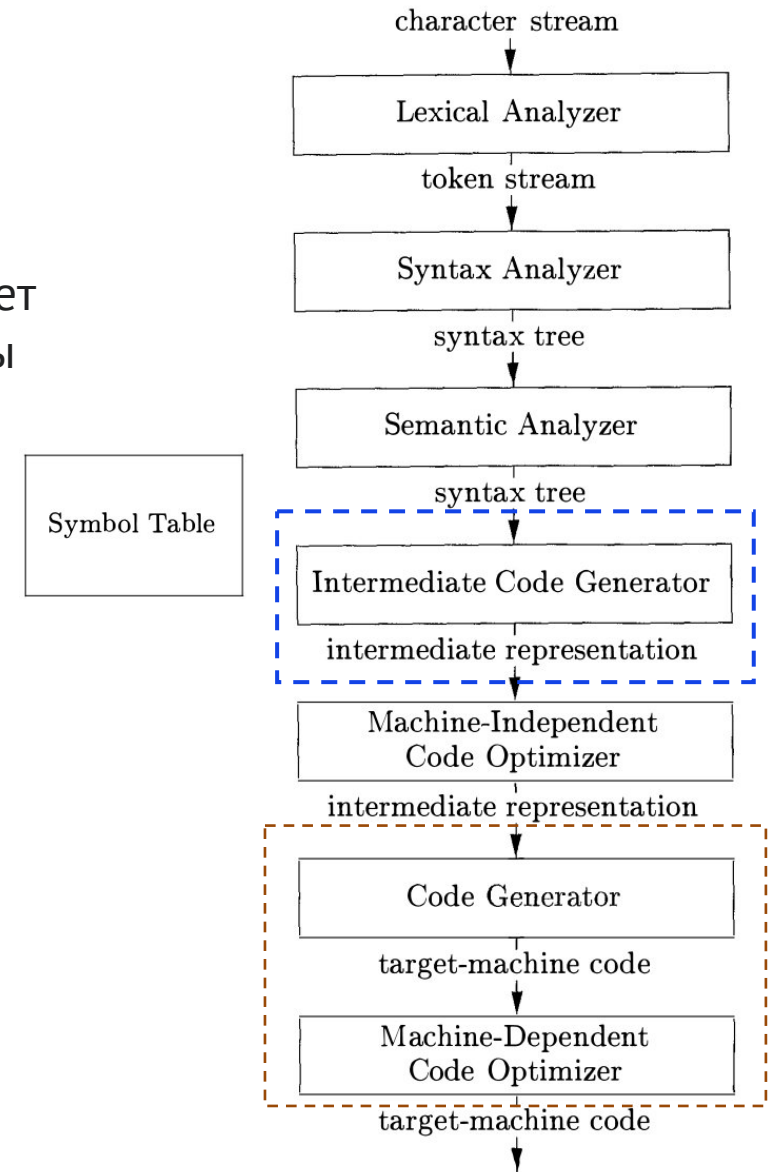 character stream
Lexical Analyzer
token stream
Syntax Analyzer
ет
ы
syntax tree
Semantic Analyzer
syntax tree
Symbol Table
Intermediate Code Generator
intermediate representation
Machine-Independent
Code Optimizer
intermediate representation
Code Generator
target-machine code
Machine-Dependent
Code Optimizer
target-machine code